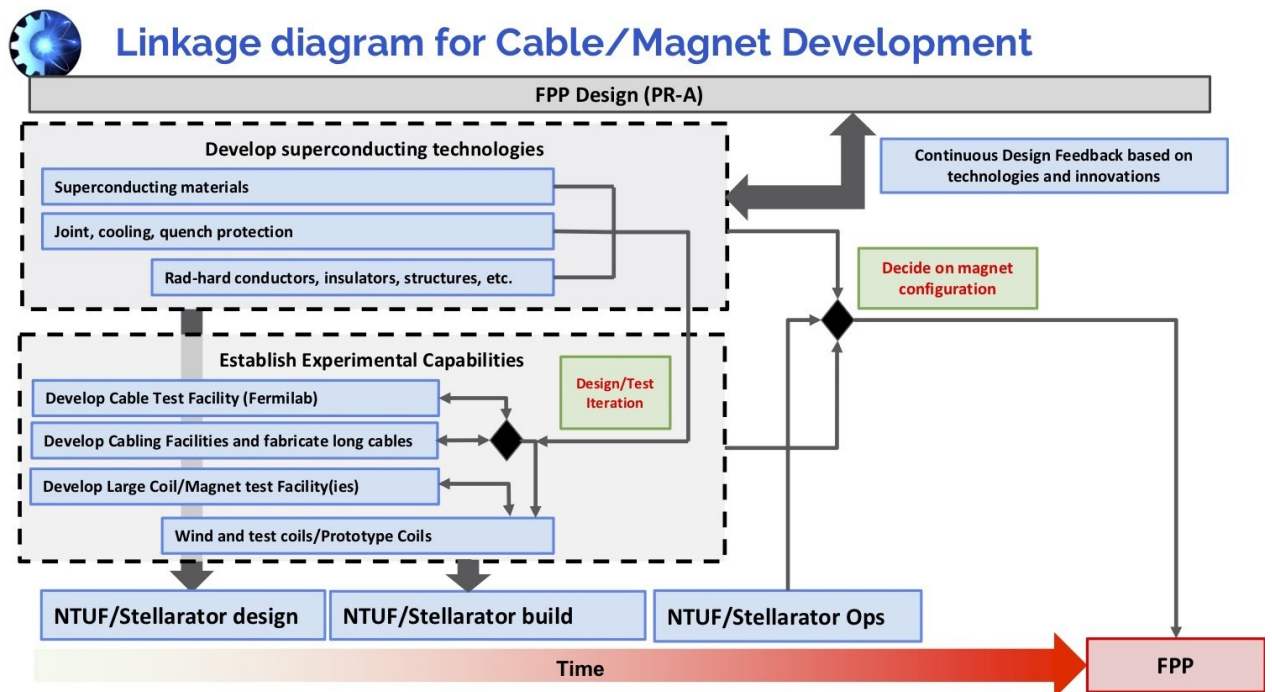 Linkage diagram for Cable/Magnet Development
FPP Design (PR-A)
Develop superconducting technologies
Superconducting materials
Joint, cooling, quench protection
Rad-hard conductors, insulators, structures, etc.
Continuous Design Feedback based on
technologies and innovations
Decide on magnet
configuration
Establish Experimental Capabilities
Develop Cable Test Facility (Fermilab)
Develop Cabling Facilities and fabricate long cables
Develop Large Coil/Magnet test Facility(ies)
Wind and test coils/Prototype Coils
Design/Test
Iteration
NTUF/Stellarator design
NTUF/Stellarator build
NTUF/Stellarator Ops
Time
FPP